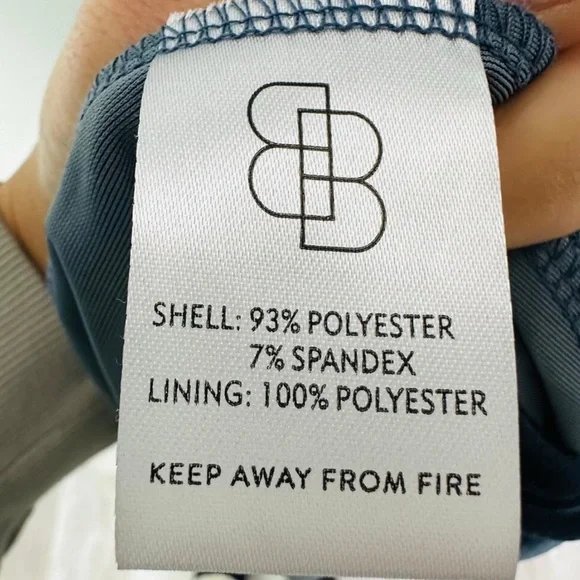 SHELL: 93% POLYESTER
7% SPANDEX
LINING: 100% POLYESTER
KEEP AWAY FROM FIRE